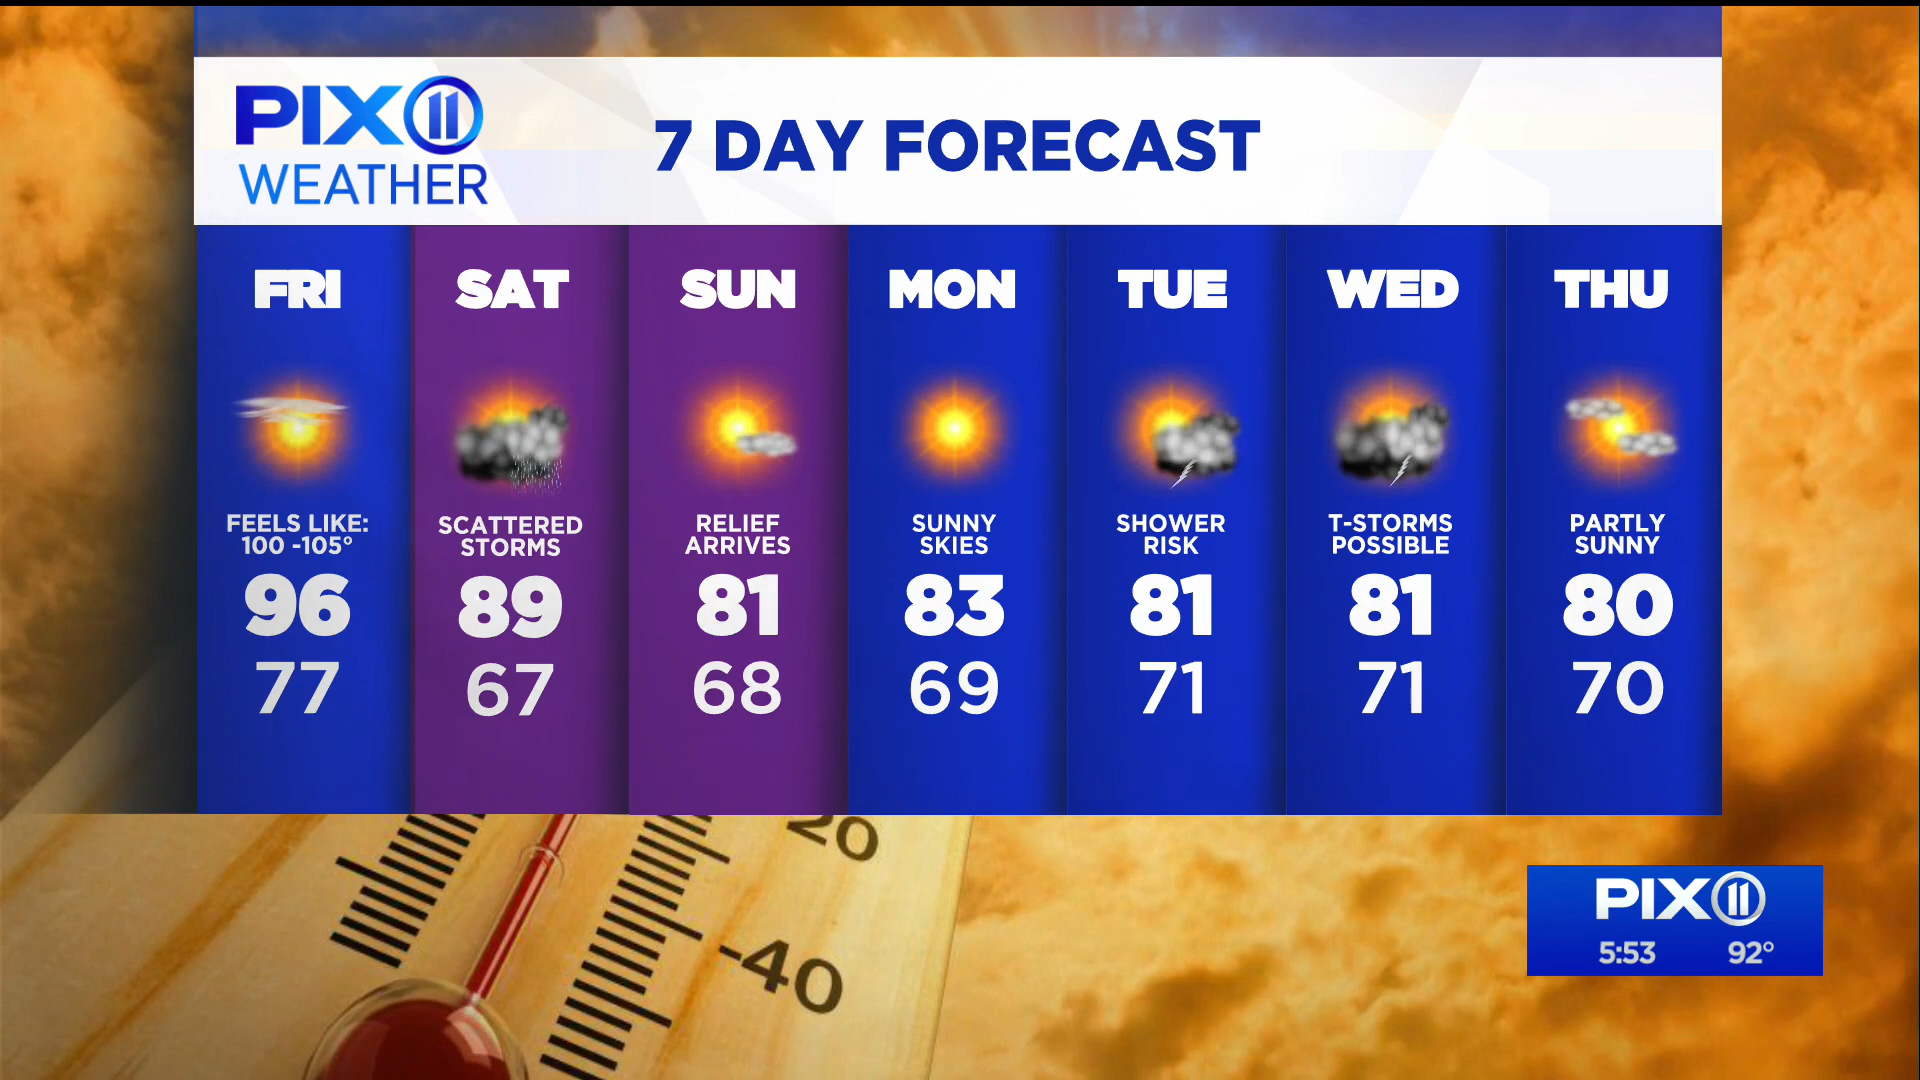 PIX11
WEATHER
7 DAY FORECAST
FRI
FEELS LIKE:
100 -105°
96
77
SAT
SCATTERED
STORMS
89
67
SUN
RELIEF
ARRIVES
81
68
MON
SUNNY
SKIES
83
69
TUE
SHOWER
RISK
81
71
WED
T-STORMS
POSSIBLE
81
71
THU
PARTLY
SUNNY
80
70
20
-40
PIX11
5:53 92°